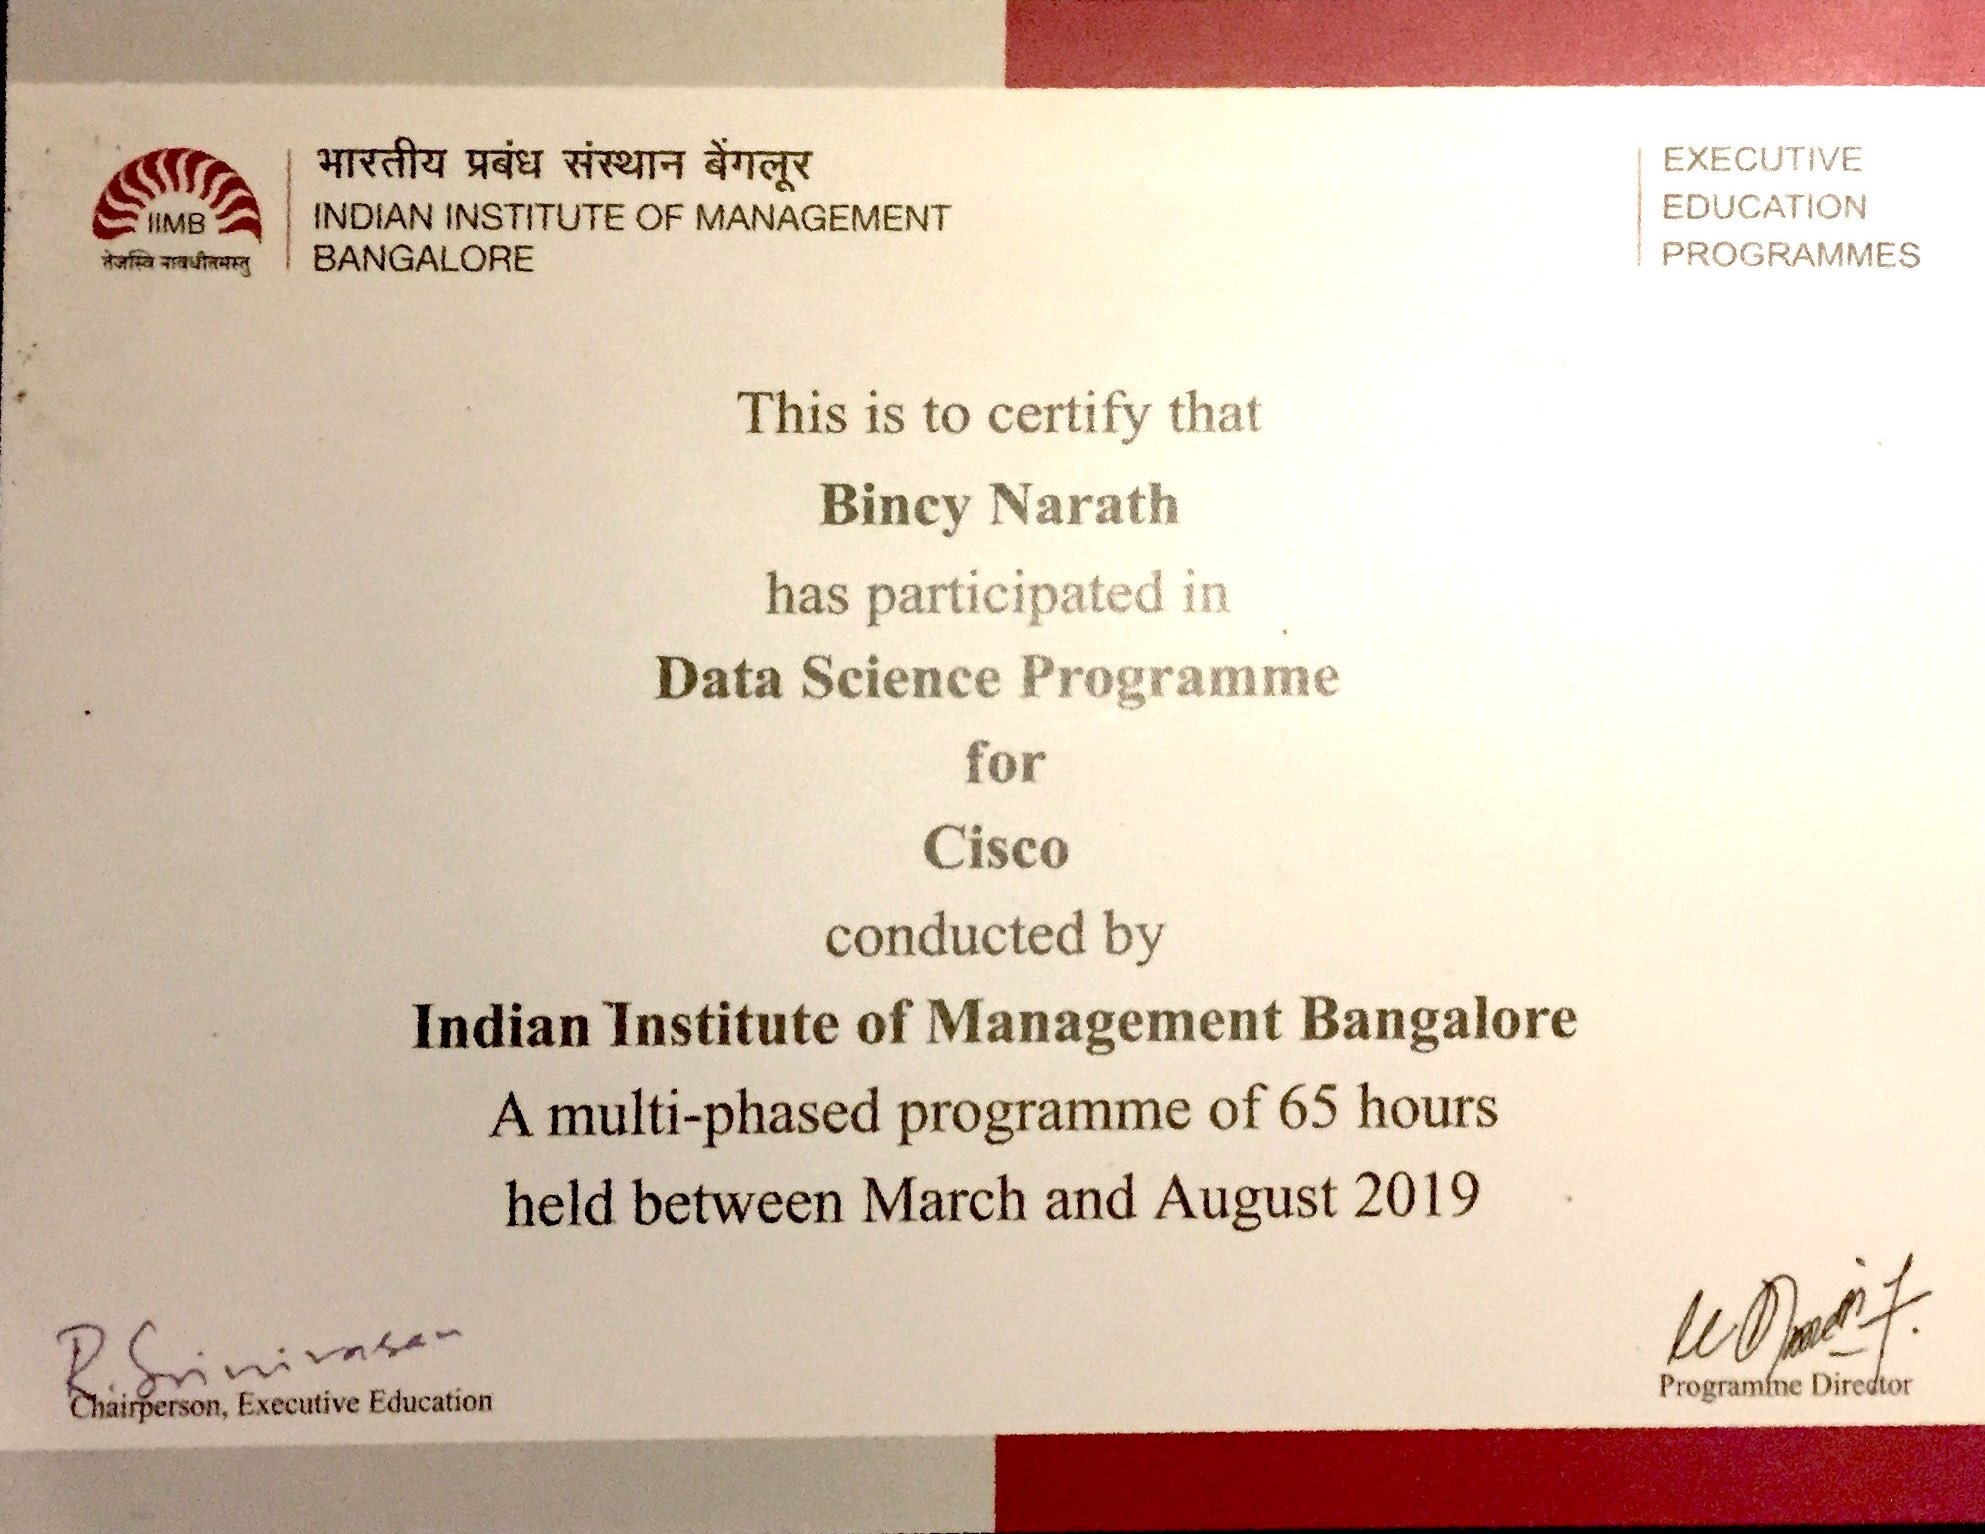 भारतीय प्रबंध संस्थान बेंगलूर
INDIAN INSTITUTE OF MANAGEMENT
BANGALORE
IIMB
तेजस्वि नावधीतमस्तु
EXECUTIVE
EDUCATION
PROGRAMMES
This is to certify that
Bincy Narath
has participated in
Data Science Programme
for
Cisco
conducted by
Indian Institute of Management Bangalore
A multi-phased programme of 65 hours
held between March and August 2019
R. Srinivasan
Chairperson, Executive Education
Programme Director